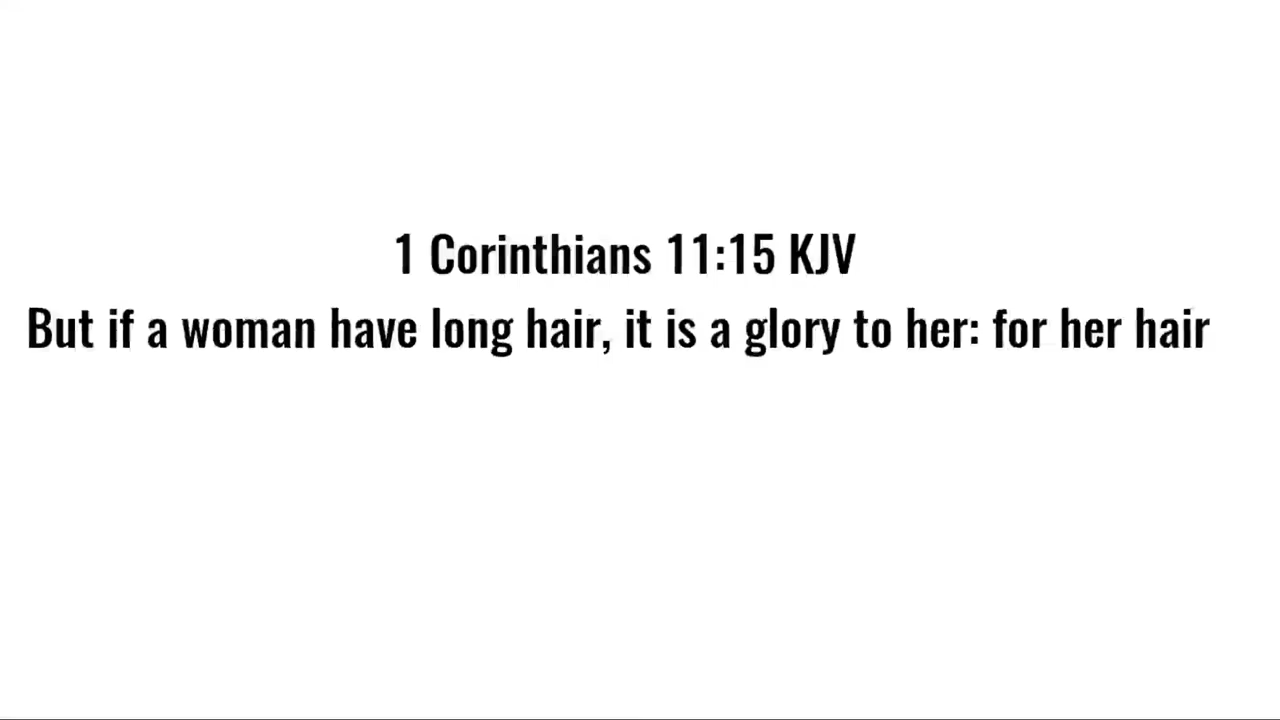 1 Corinthians 11:15 KJV
But if a woman have long hair, it is a glory to her: for her hair